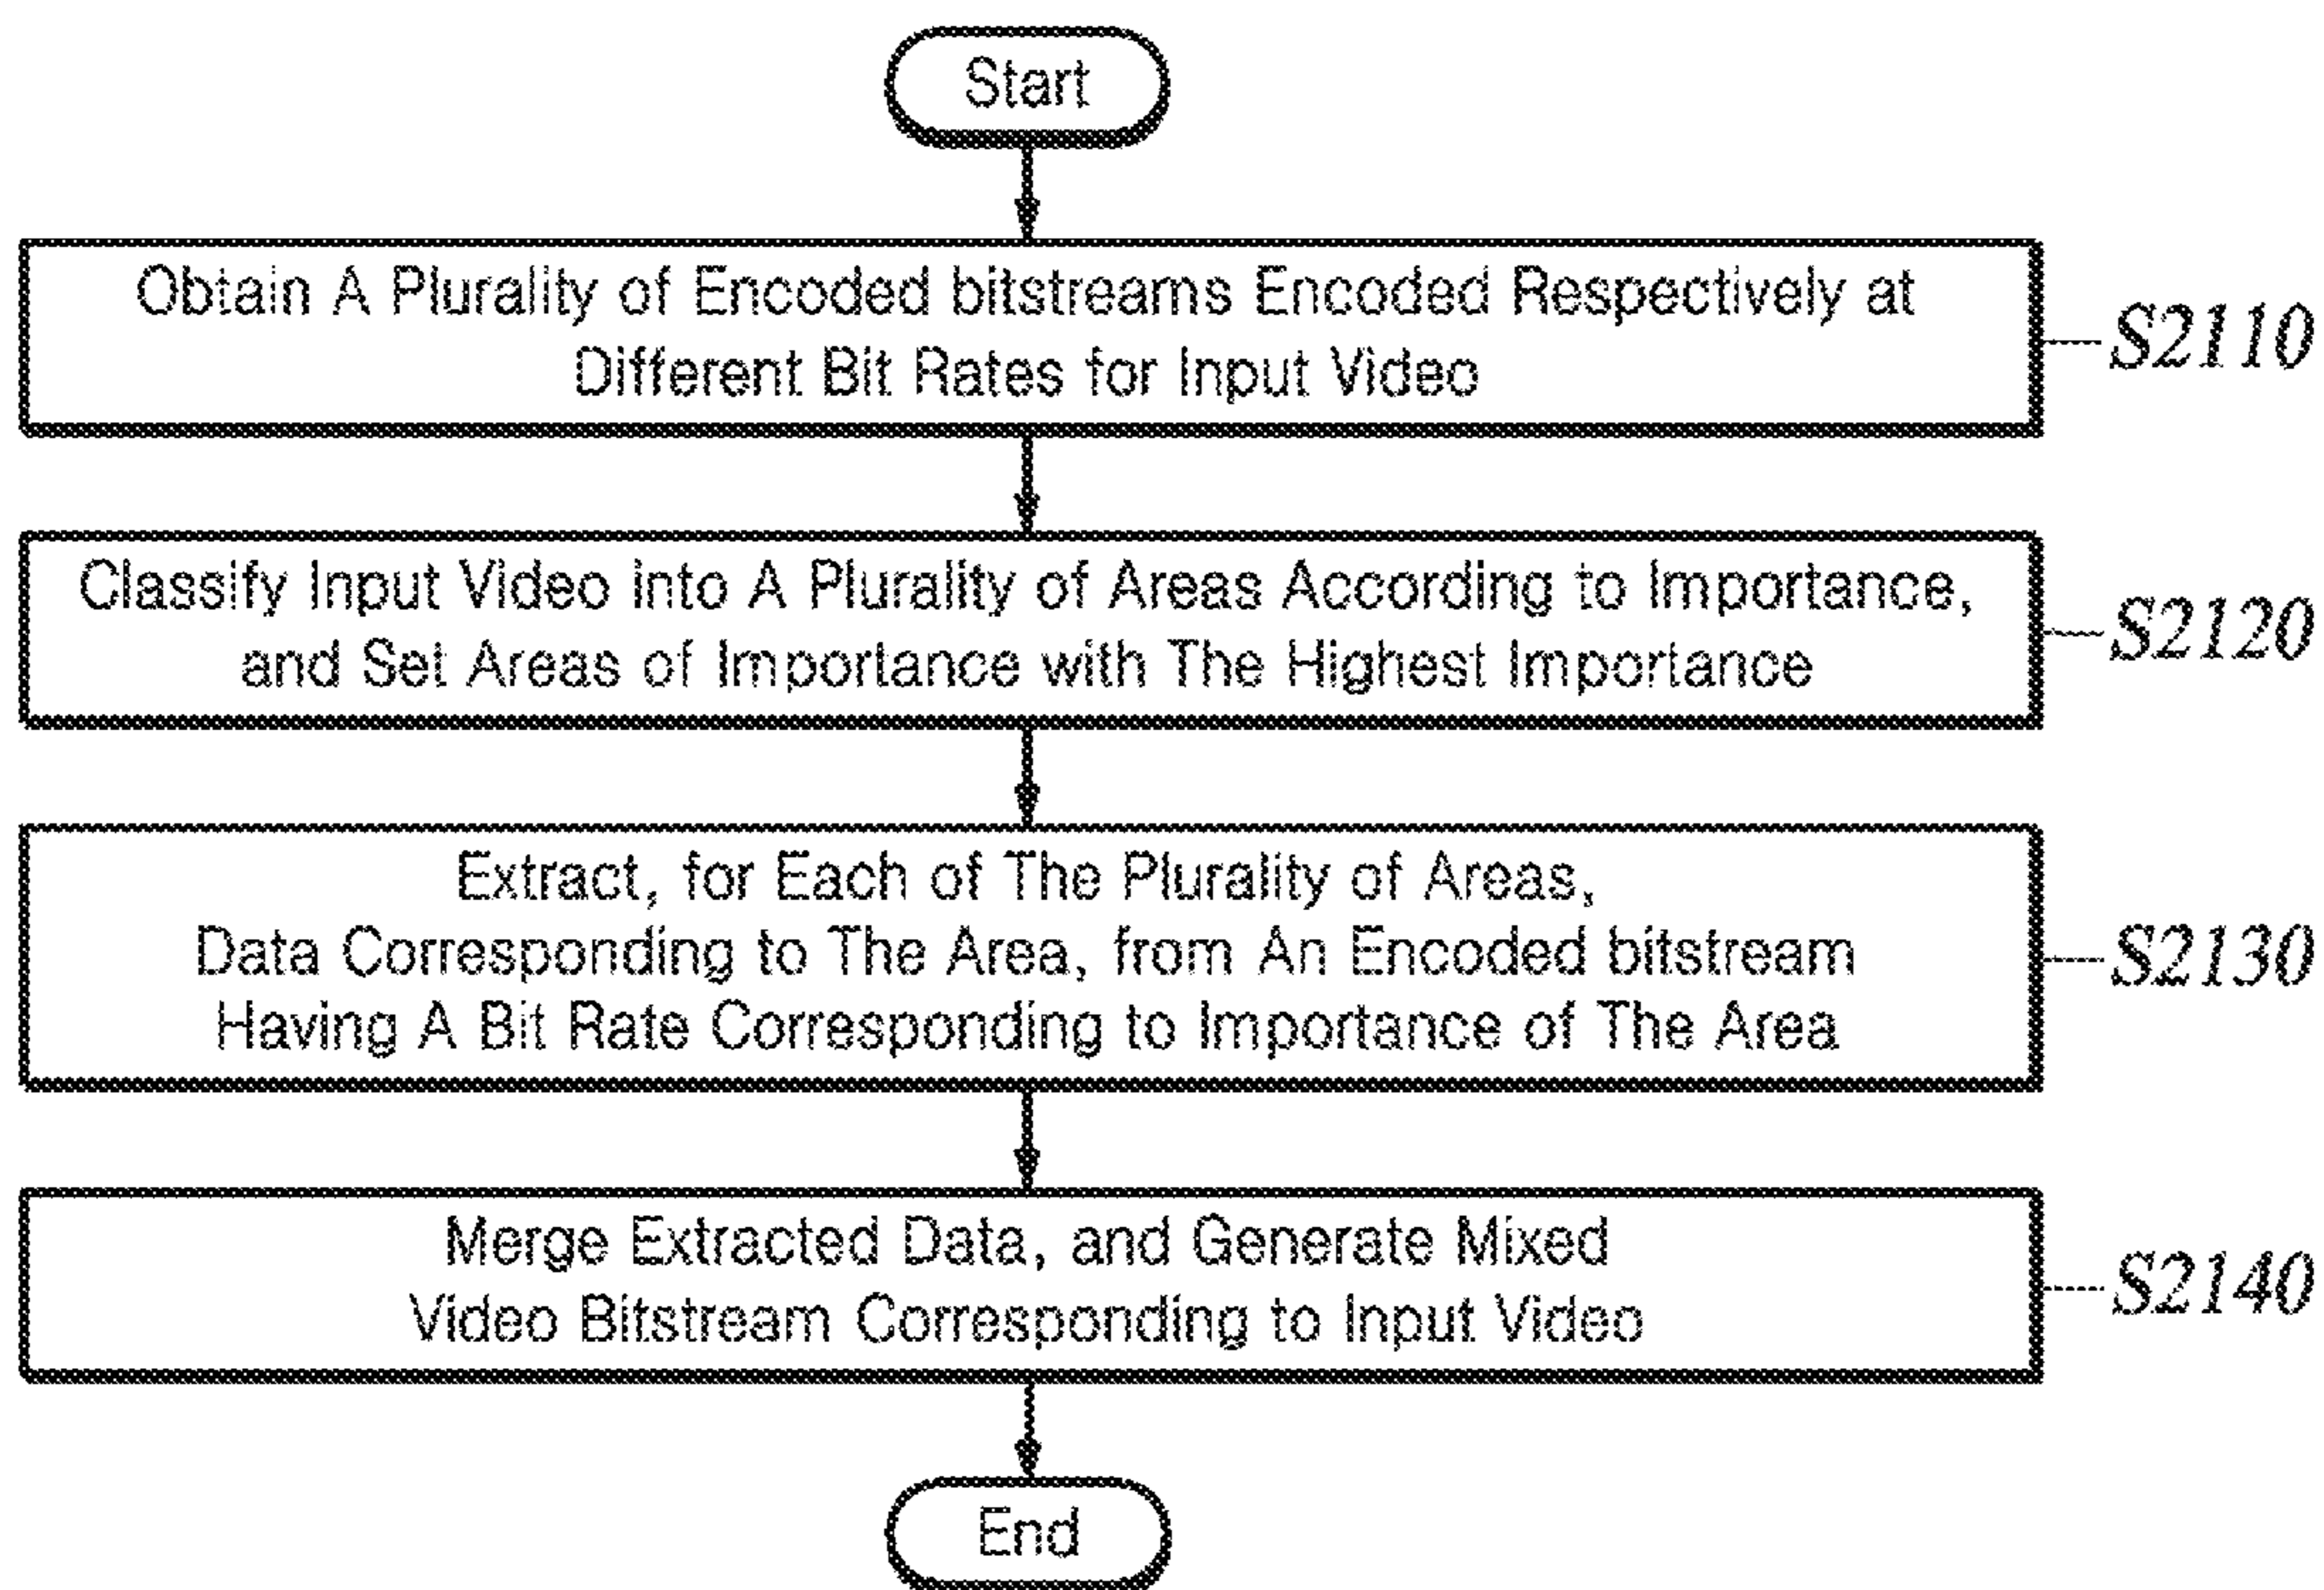 Start
Obtain A Plurality of Encoded bitstreams Encoded Respectively at
Different Bit Rates for Input Video
S2110
Classify Input Video into A Plurality of Areas According to Importance,
and Set Areas of Importance with The Highest Importance
S2120
Extract, for Each of The Plurality of Areas,
Data Corresponding to The Area, from An Encoded bitstream
Having A Bit Rate Corresponding to Importance of The Area
S2130
Merge Extracted Data, and Generate Mixed
Video Bitstream Corresponding to Input Video
S2140
End